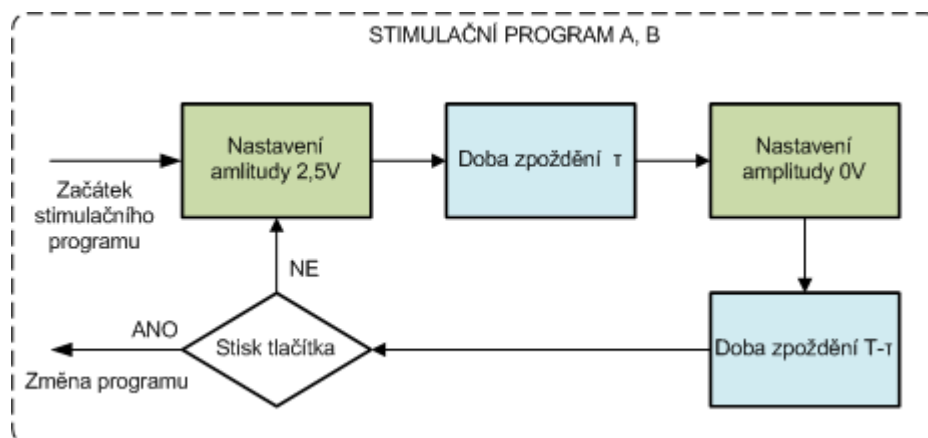 STIMULAČNÍ PROGRAM A, B
Nastavení
amlitudy 2,5V
Doba zpoždění τ
Nastavení
amplitudy 0V
Začátek
stimulačního
programu
NE
ANO
Stisk tlačítka
Doba zpoždění T-τ
Změna programu